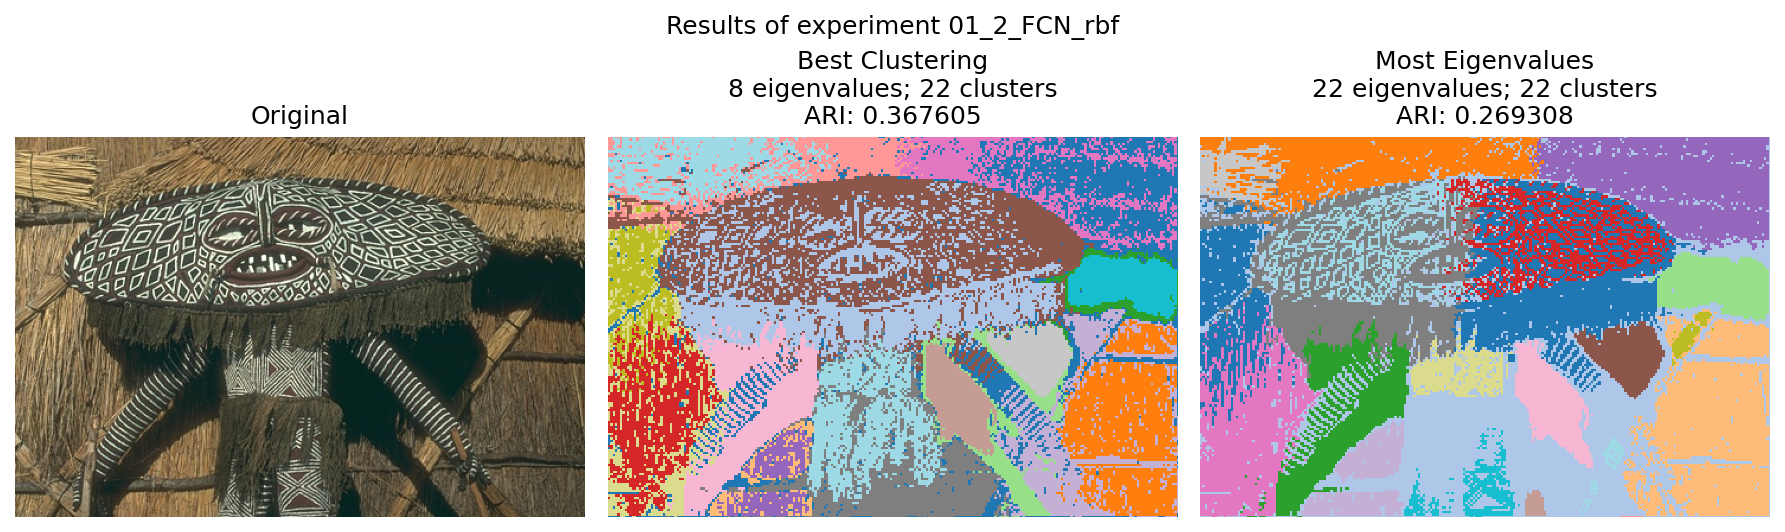 Results of experiment 01_2_FCN_rbf
Original
Best Clustering
8 eigenvalues; 22 clusters
ARI: 0.367605
Most Eigenvalues
22 eigenvalues; 22 clusters
ARI: 0.269308